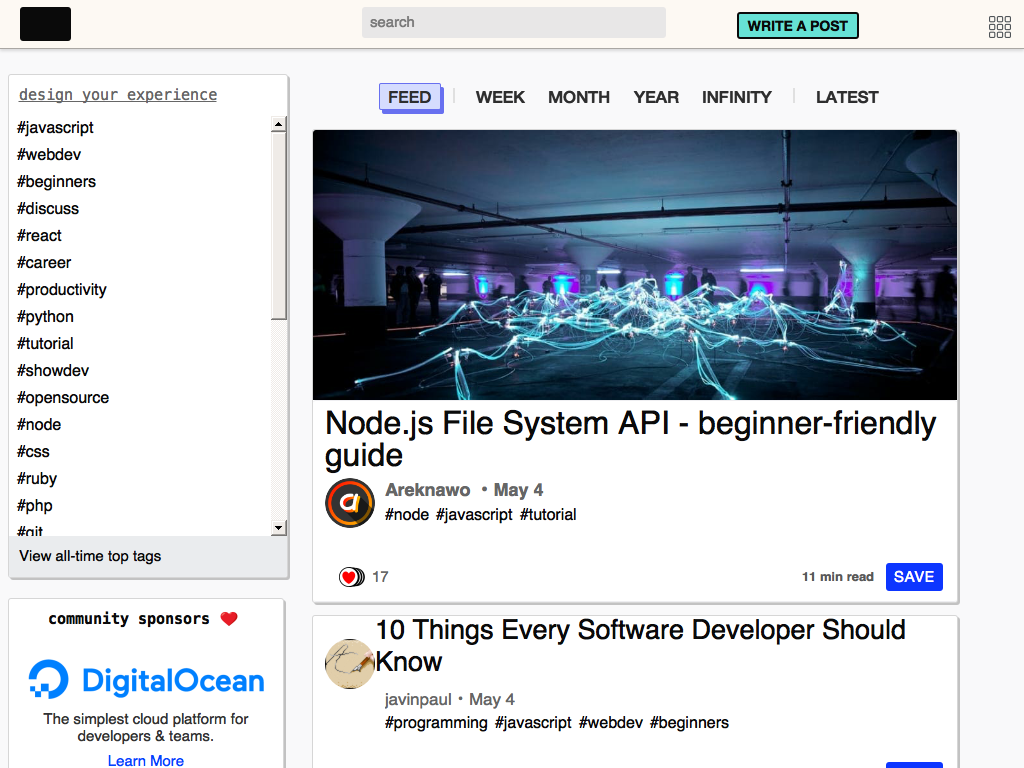 search
WRITE A POST
design your experience
#javascript
#webdev
#beginners
#discuss
#react
#career
#productivity
#python
#tutorial
#showdev
#opensource
#node
#css
#ruby
#php
#git
View all-time top tags
community sponsors
DigitalOcean
The simplest cloud platform for
developers & teams.
Learn More
FEED
WEEK MONTH YEAR INFINITY
LATEST
Node.js File System API - beginner-friendly
guide
Areknawo • May 4
#node #javascript #tutorial
17
11 min read
SAVE
10 Things Every Software Developer Should
Know
javinpaul • May 4
#programming #javascript #webdev #beginners